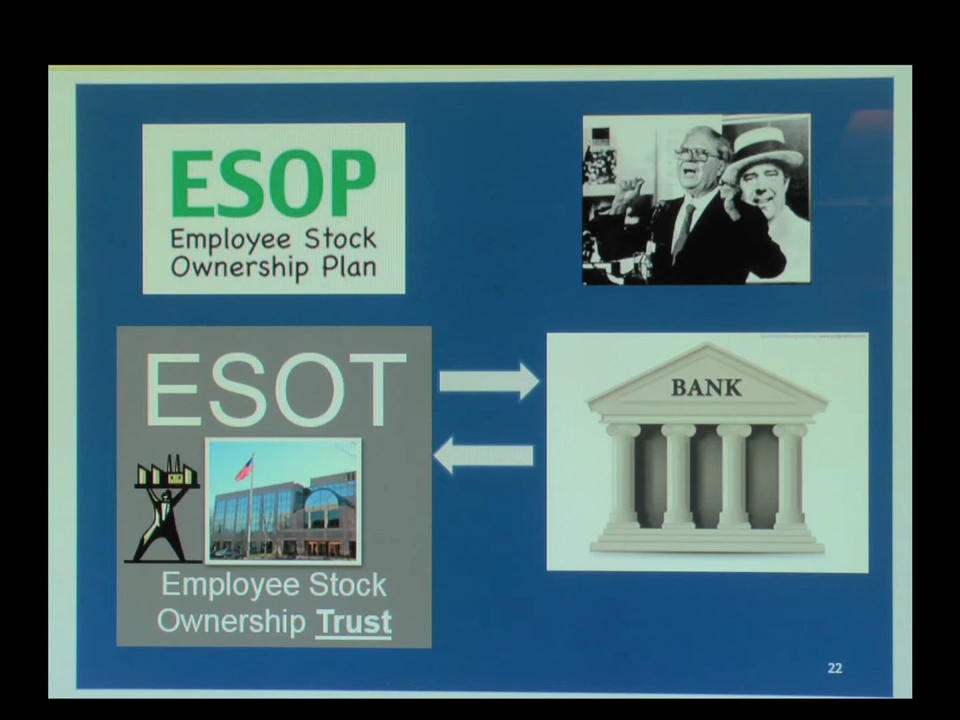 ESOP
Employee Stock
Ownership Plan
ESOT
Employee Stock
Ownership Trust
BANK
22